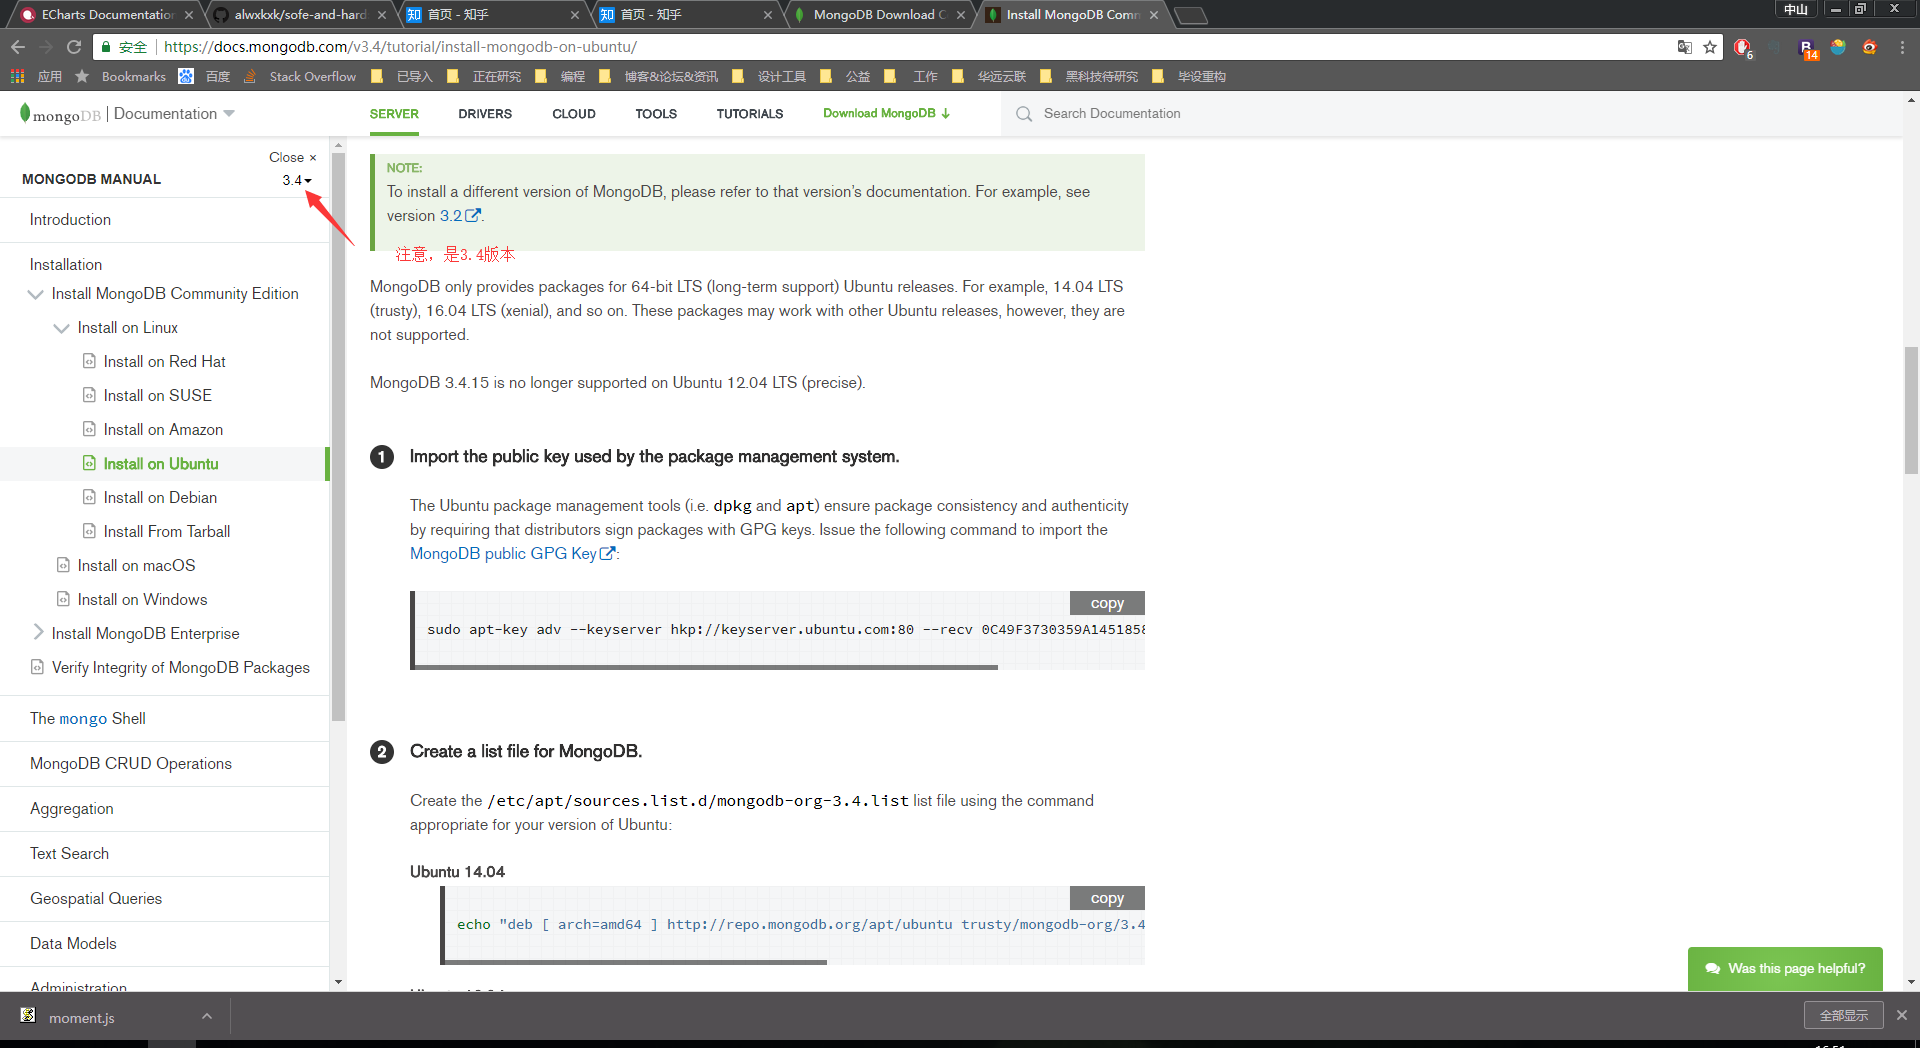 ECharts Documentation
alwxkxk/sofe-and-hard
首页 - 知乎
首页 - 知乎
MongoDB Download C
Install MongoDB Comm
中山
安全
https://docs.mongodb.com/v3.4/tutorial/install-mongodb-on-ubuntu/
6
14
应用
Bookmarks
百度
Stack Overflow
已导入
正在研究
编程
博客&论坛&资讯
设计工具
公益
工作
华远云联
黑科技待研究
毕设重构
mongoDB | Documentation
SERVER
DRIVERS
CLOUD
TOOLS
TUTORIALS
Download MongoDB
Search Documentation
Close ×
MONGODB MANUAL
3.4
Introduction
Installation
Install MongoDB Community Edition
Install on Linux
Install on Red Hat
Install on SUSE
Install on Amazon
Install on Ubuntu
Install on Debian
Install From Tarball
Install on macOS
Install on Windows
Install MongoDB Enterprise
Verify Integrity of MongoDB Packages
The mongo Shell
MongoDB CRUD Operations
Aggregation
Text Search
Geospatial Queries
Data Models
Administration
NOTE:
To install a different version of MongoDB, please refer to that version's documentation. For example, see
version 3.2.
注意，是3.4版本
MongoDB only provides packages for 64-bit LTS (long-term support) Ubuntu releases. For example, 14.04 LTS
(trusty), 16.04 LTS (xenial), and so on. These packages may work with other Ubuntu releases, however, they are
not supported.
MongoDB 3.4.15 is no longer supported on Ubuntu 12.04 LTS (precise).
1 Import the public key used by the package management system.
The Ubuntu package management tools (i.e. dpkg and apt) ensure package consistency and authenticity
by requiring that distributors sign packages with GPG keys. Issue the following command to import the
MongoDB public GPG Key:
copy
sudo apt-key adv --keyserver hkp://keyserver.ubuntu.com:80 --recv 0C49F3730359A1451858
2 Create a list file for MongoDB.
Create the /etc/apt/sources.list.d/mongodb-org-3.4.list list file using the command
appropriate for your version of Ubuntu:
Ubuntu 14.04
copy
echo "deb [ arch=amd64 ] http://repo.mongodb.org/apt/ubuntu trusty/mongodb-org/3.4
Was this page helpful?
moment.js
全部显示